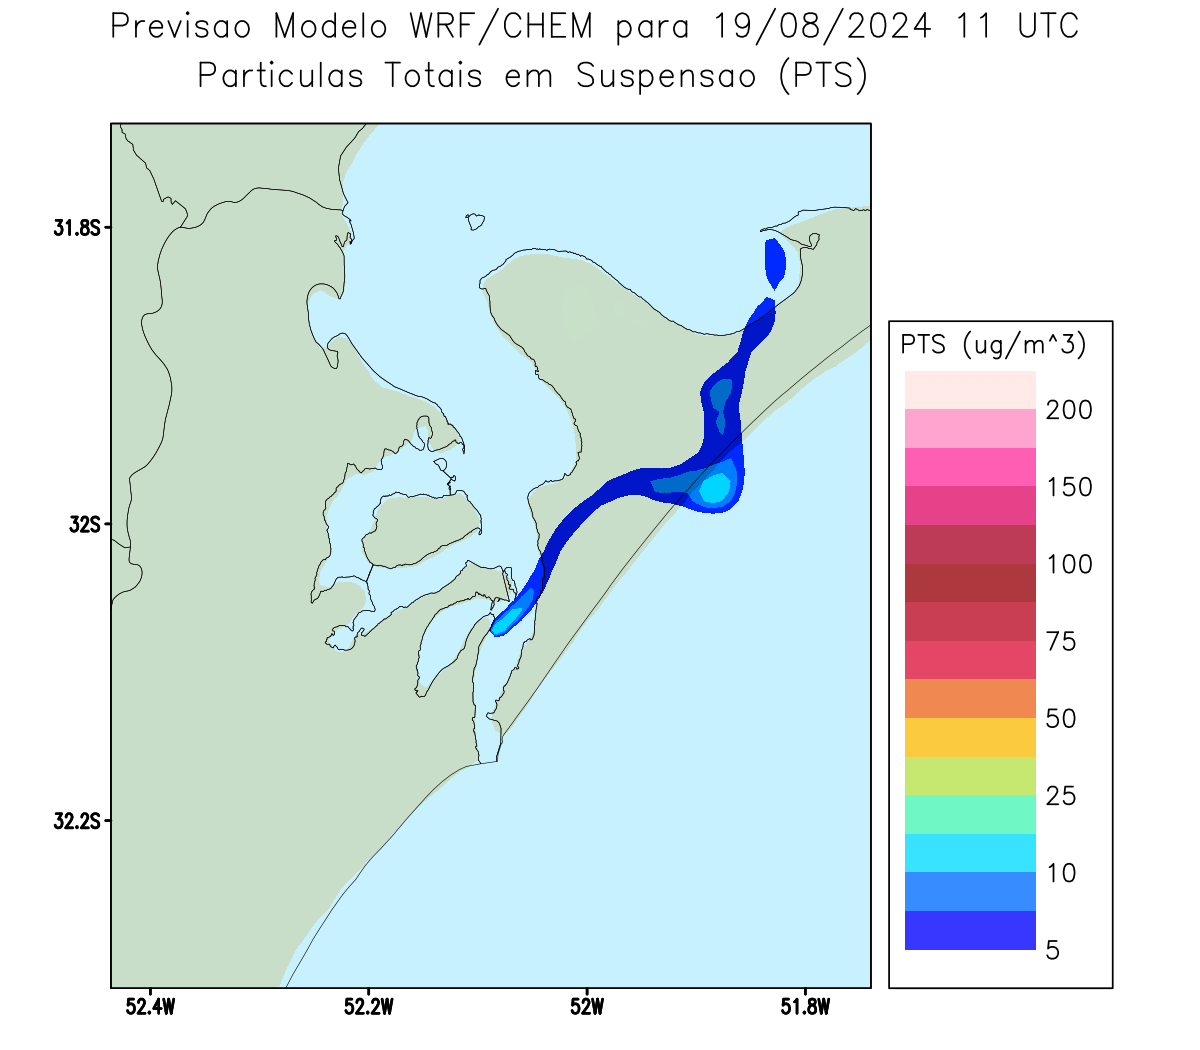 Previsao Modelo WRF/CHEM para 19/08/2024 11 UTC
Particulas Totais em Suspensao (PTS)
31.8S
32S
32.2S
52.4W
52.2W
52W
51.8W
PTS (ug/m^3)
200
150
100
75
50
25
10
5